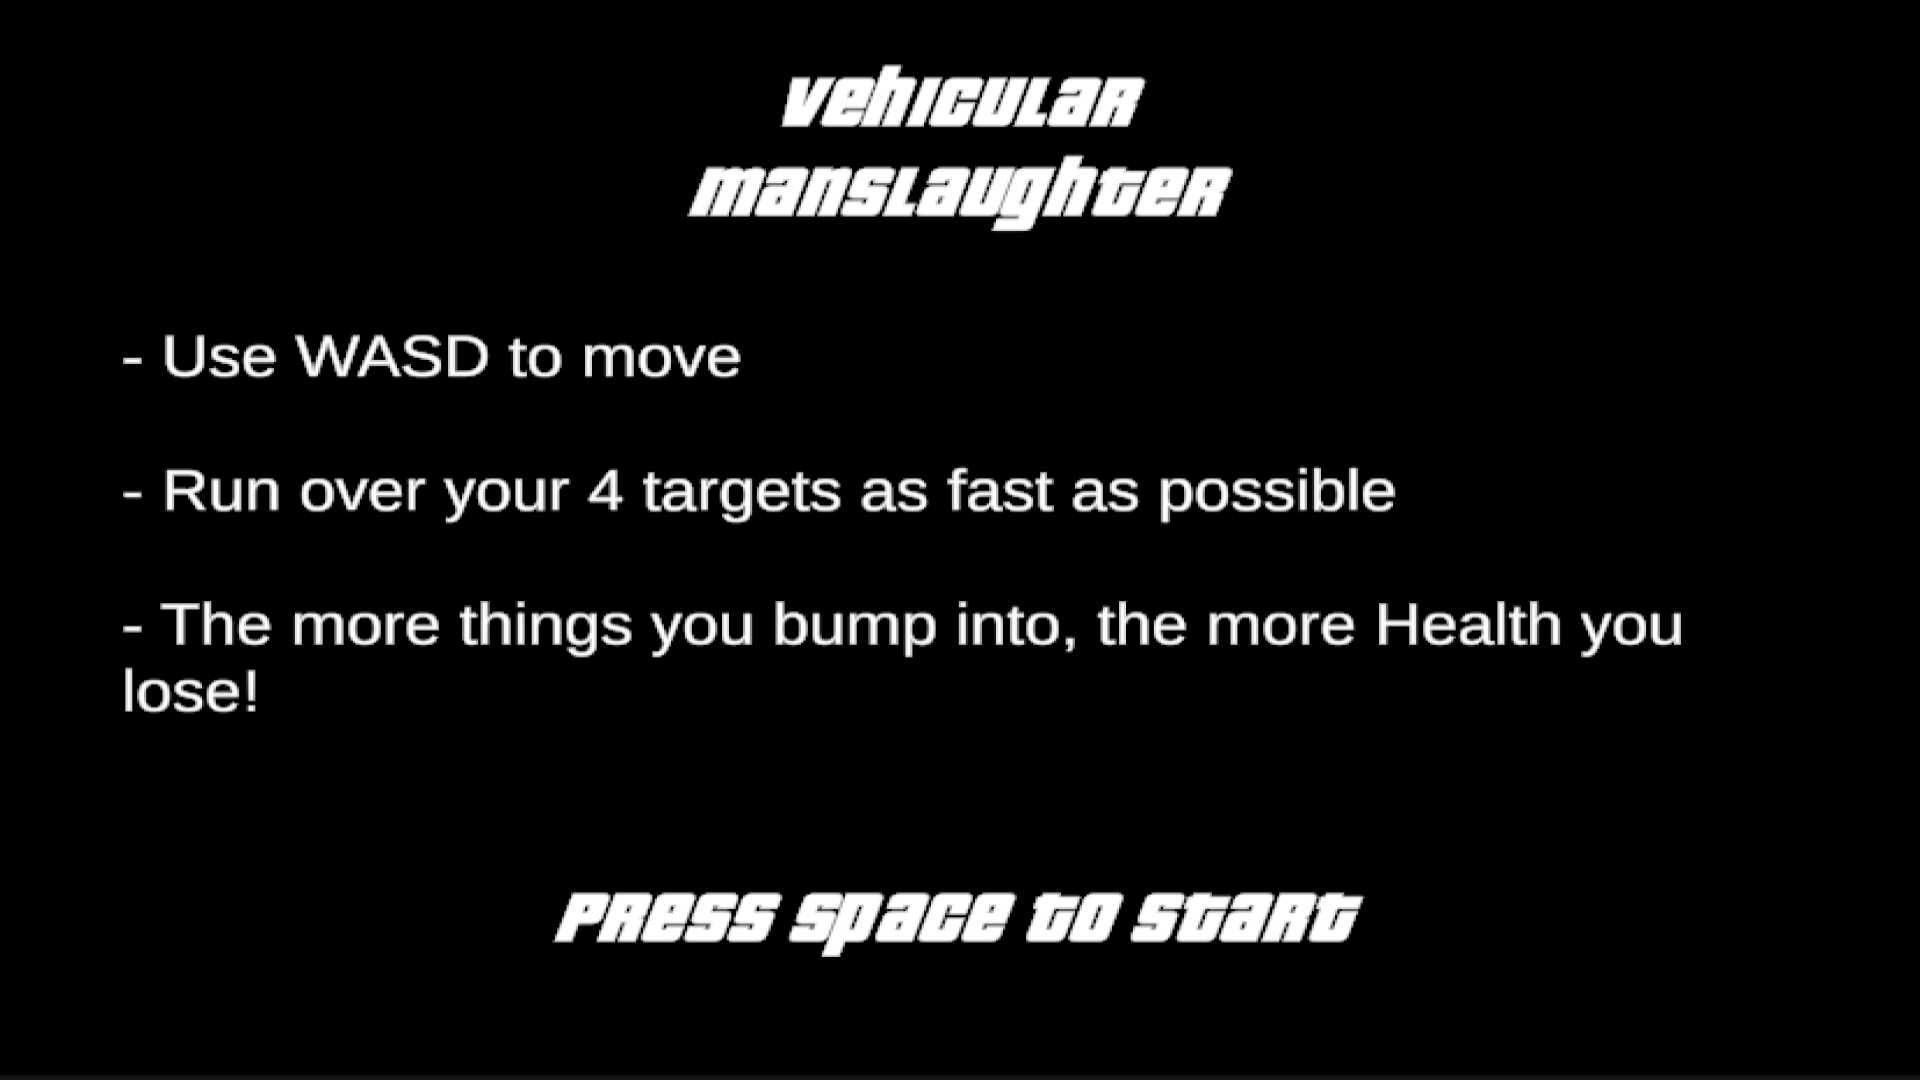 vehicular
manslaughter
- Use WASD to move
- Run over your 4 targets as fast as possible
- The more things you bump into, the more Health you
lose!
press space to start